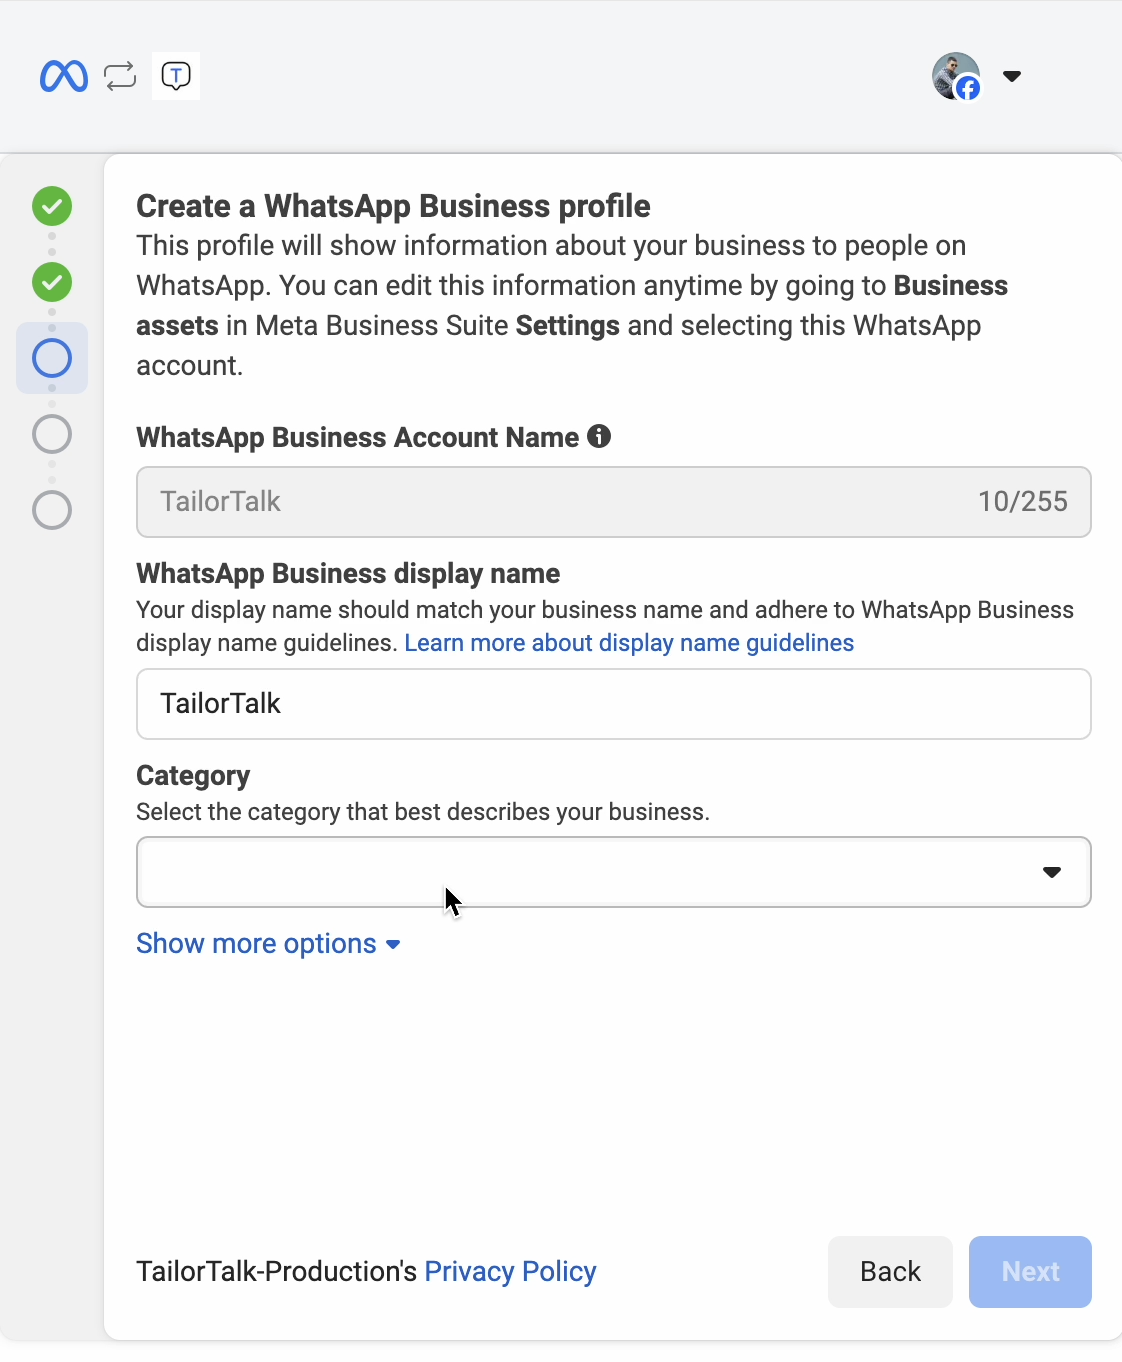 T
Create a WhatsApp Business profile
This profile will show information about your business to people on
WhatsApp. You can edit this information anytime by going to Business
assets in Meta Business Suite Settings and selecting this WhatsApp
account.
WhatsApp Business Account Name
TailorTalk 10/255
WhatsApp Business display name
Your display name should match your business name and adhere to WhatsApp Business
display name guidelines. Learn more about display name guidelines
TailorTalk
Category
Select the category that best describes your business.
Show more options
TailorTalk-Production's Privacy Policy Back Next